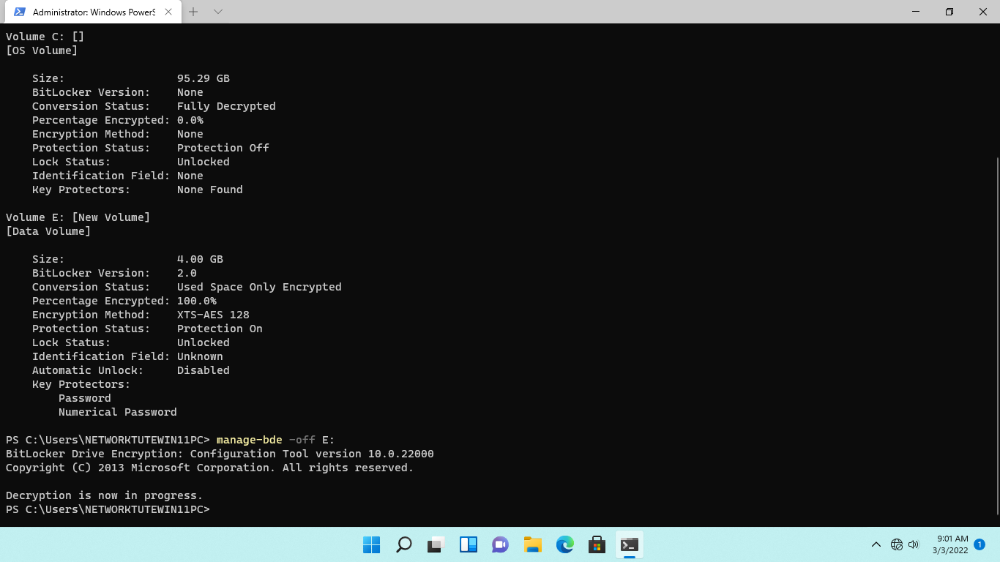 Administrator: Windows PowerS
Volume C: []
[OS Volume]
Size: 95.29 GB
BitLocker Version: None
Conversion Status: Fully Decrypted
Percentage Encrypted: 0.0%
Encryption Method: None
Protection Status: Protection Off
Lock Status: Unlocked
Identification Field: None
Key Protectors: None Found
Volume E: [New Volume]
[Data Volume]
Size: 4.00 GB
BitLocker Version: 2.0
Conversion Status: Used Space Only Encrypted
Percentage Encrypted: 100.0%
Encryption Method: XTS-AES 128
Protection Status: Protection On
Lock Status: Unlocked
Identification Field: Unknown
Automatic Unlock: Disabled
Key Protectors:
Password
Numerical Password
PS C:\Users\NETWORKTUTEWIN11PC> manage-bde -off E:
BitLocker Drive Encryption: Configuration Tool version 10.0.22000
Copyright (C) 2013 Microsoft Corporation. All rights reserved.
Decryption is now in progress.
PS C:\Users\NETWORKTUTEWIN11PC>
9:01 AM
3/3/2022
1